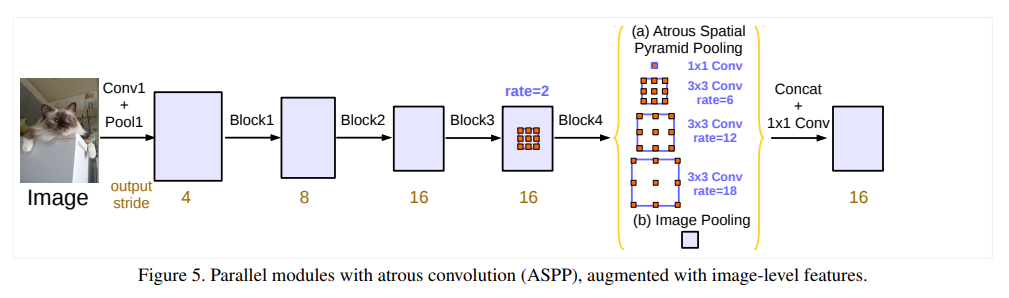 (a) Atrous Spatial
Pyramid Pooling
1x1 Conv
3x3 Conv
rate=6
3x3 Conv
rate=12
3x3 Conv
rate=18
(b) Image Pooling
Conv1
+
Pool1
Block1
Block2
Block3
rate=2
Block4
Concat
+
1x1 Conv
Image
output
stride
4
8
16
16
16
Figure 5. Parallel modules with atrous convolution (ASPP), augmented with image-level features.